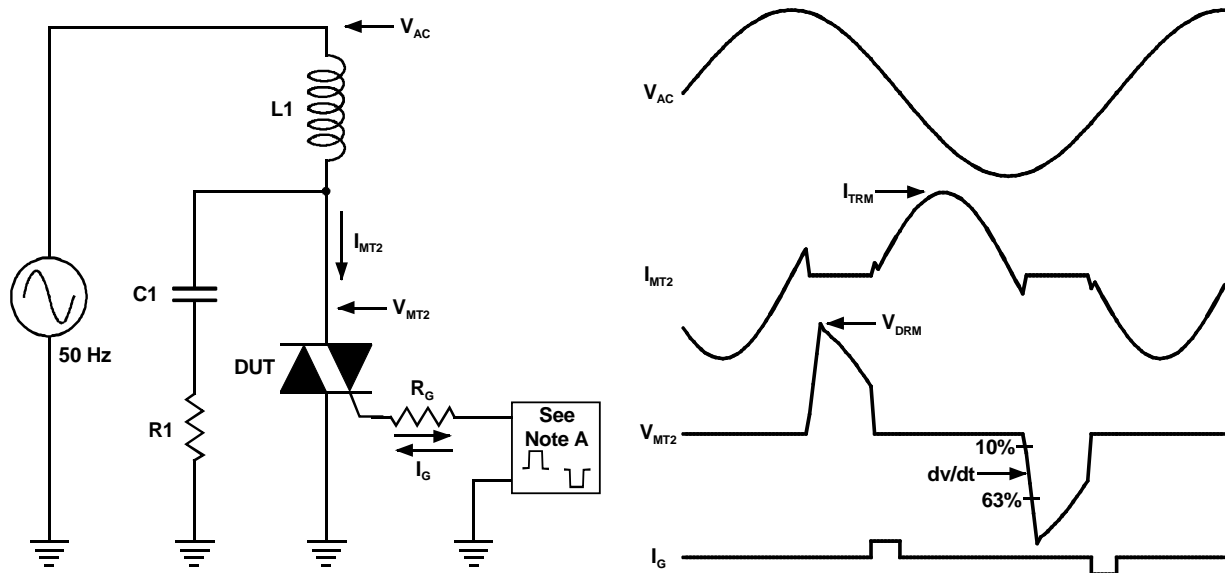 V_AC
L1
I_MT2
C1
V_MT2
50 Hz
DUT
R_G
R1
See
Note A
I_G
V_AC
I_TRM
I_MT2
V_DRM
V_MT2
10%
dv/dt
63%
I_G